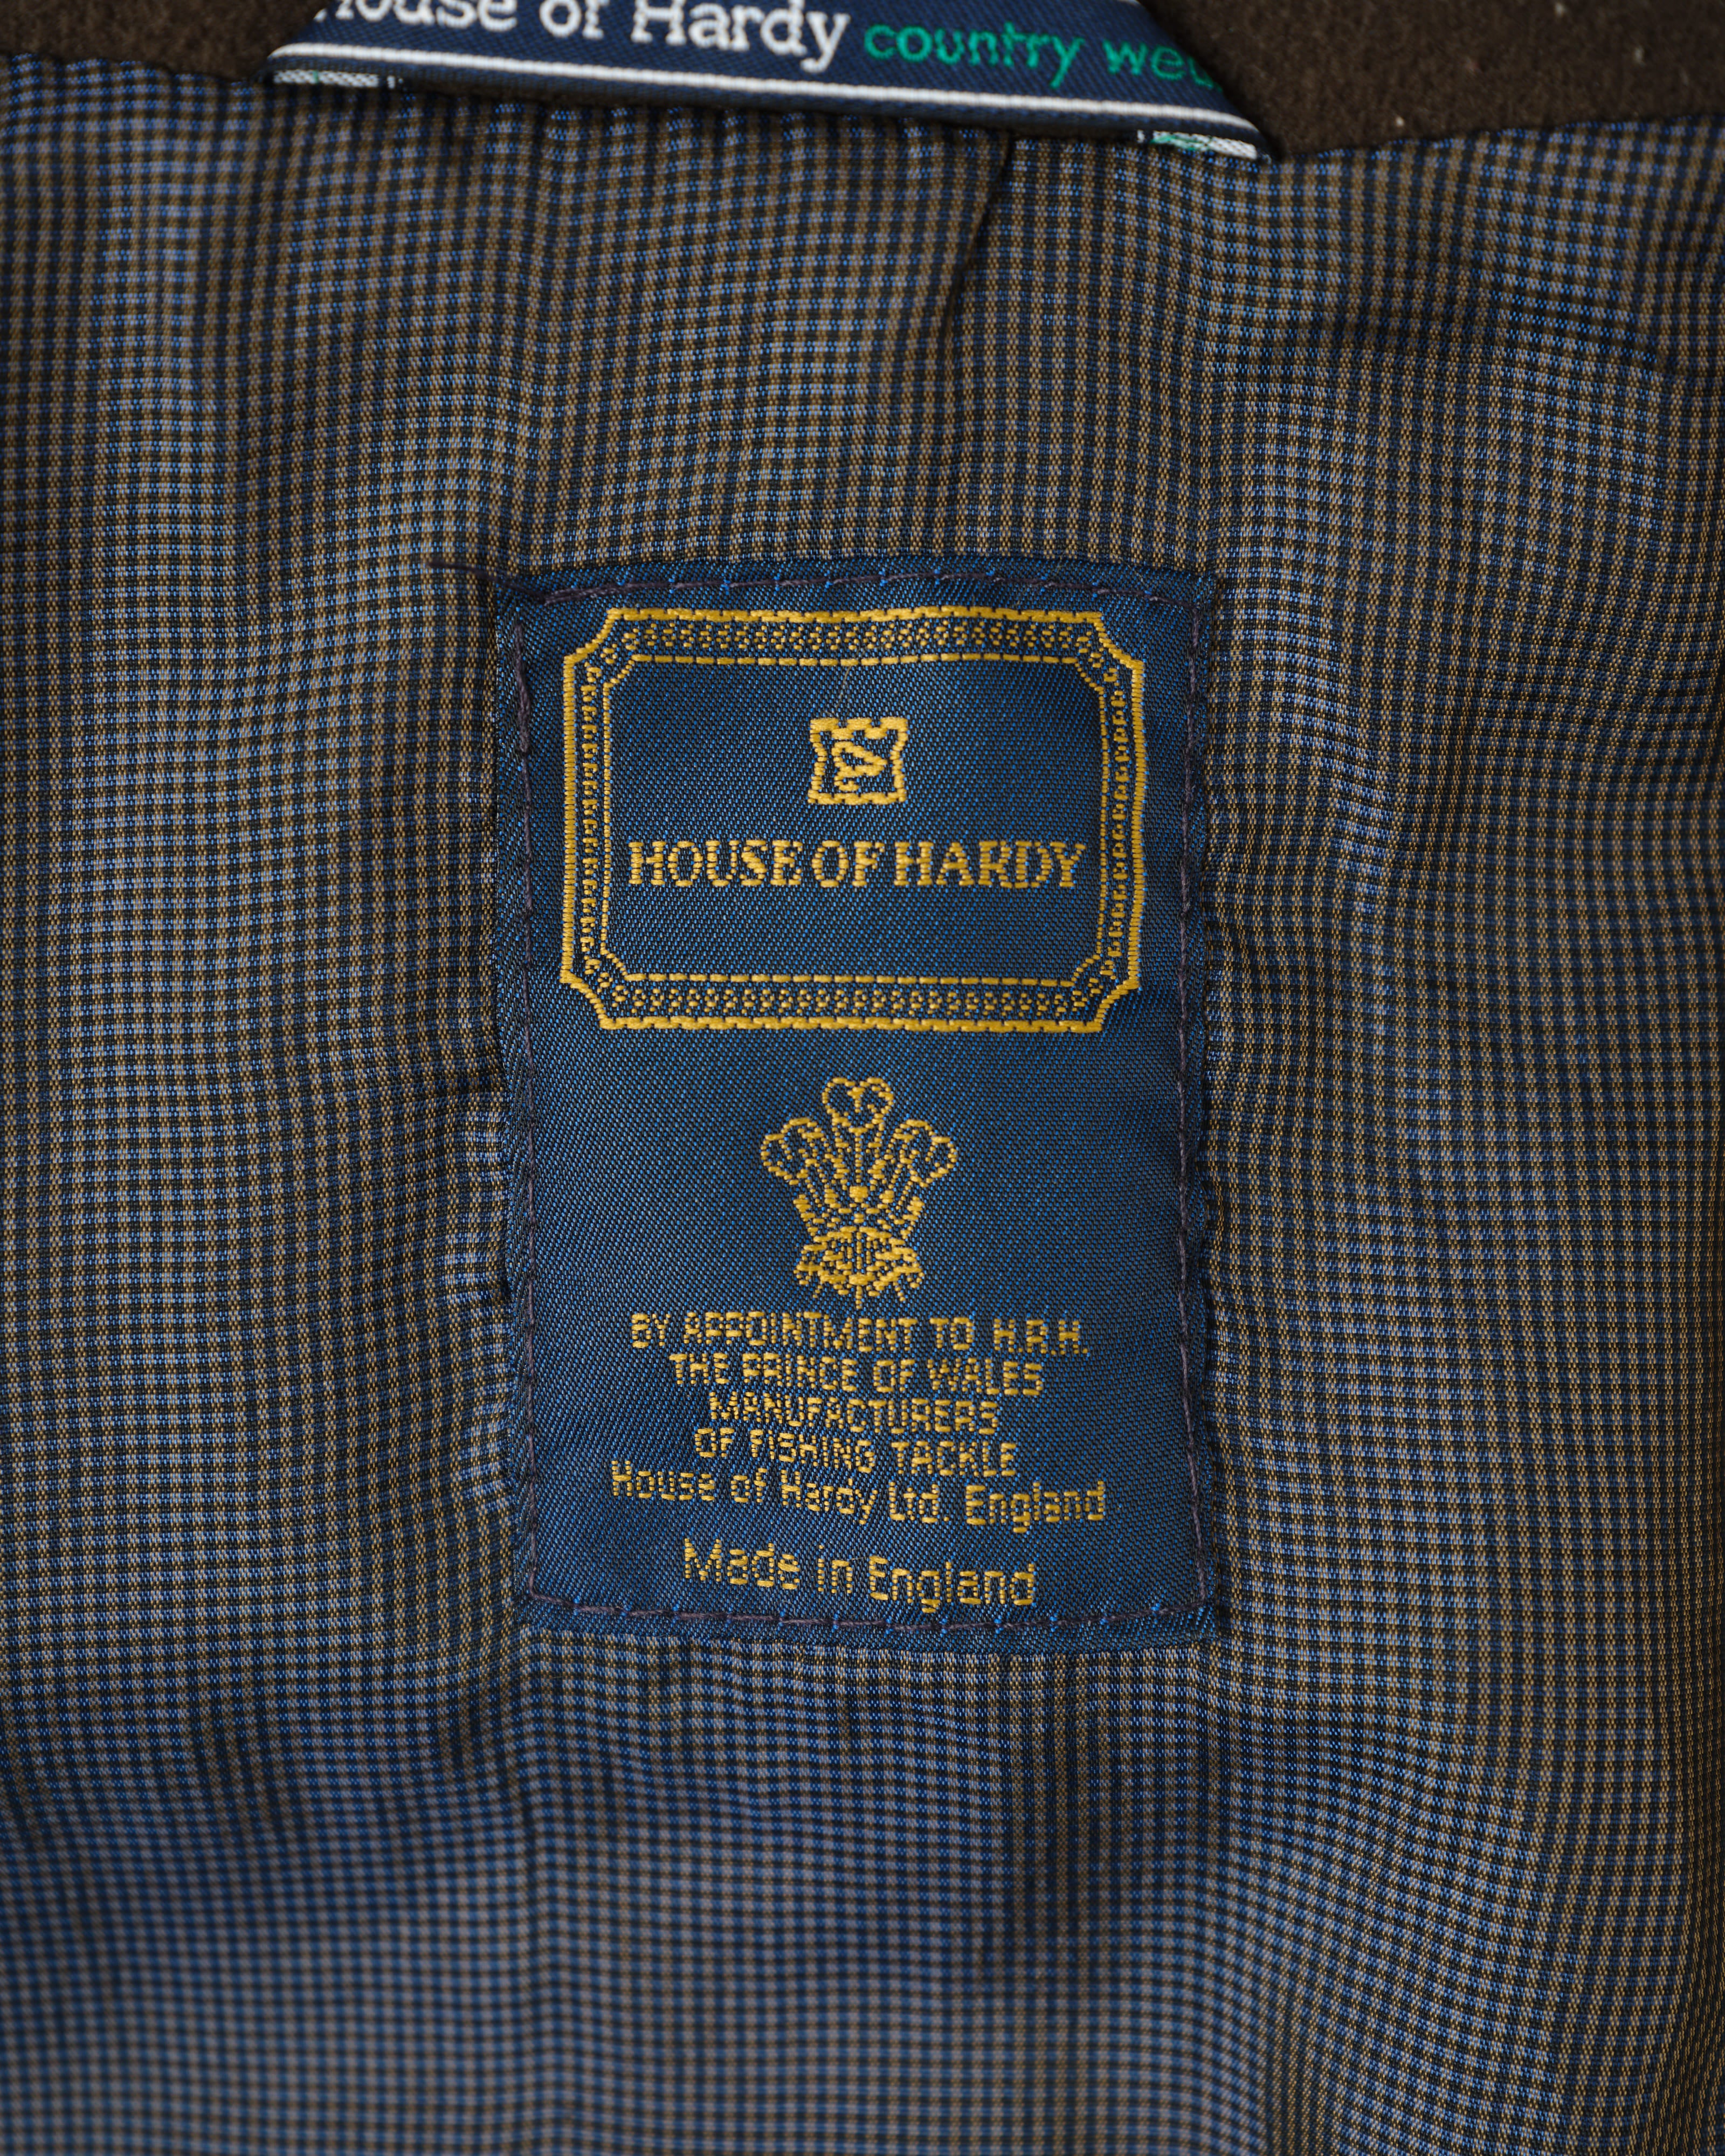 House of Hardy country wea
HOUSE OF HARDY
BY APPOINTMENT TO H.R.H.
THE PRINCE OF WALES
MANUFACTURERS
OF FISHING TACKLE
House of Hardy Ltd. England
Made in England